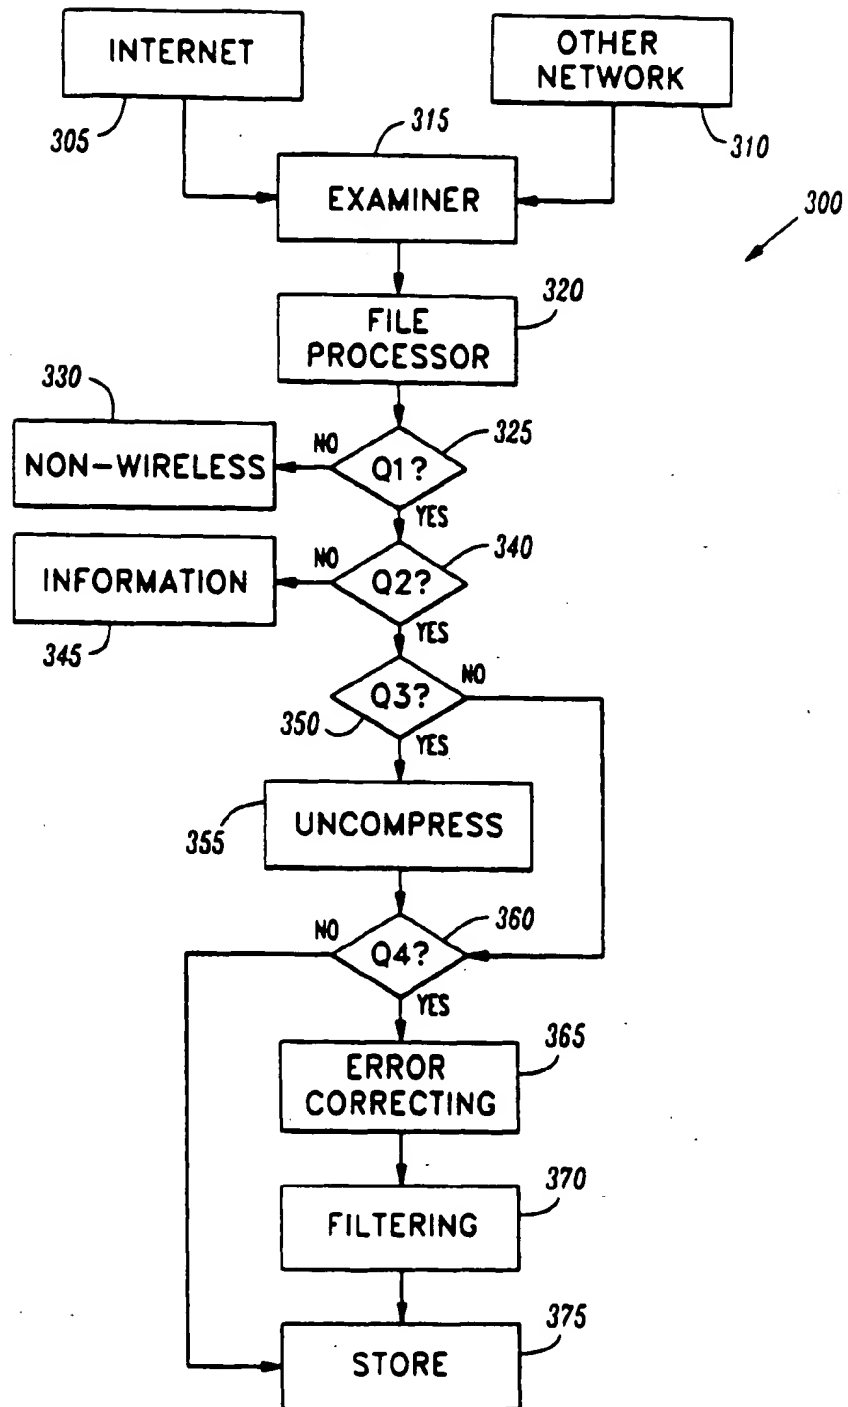 INTERNET
OTHER
NETWORK
305
315
310
EXAMINER
300
320
FILE
PROCESSOR
330
325
NO
NON-WIRELESS
Q1?
YES
340
NO
INFORMATION
Q2?
YES
345
NO
Q3?
350
YES
UNCOMPRESS
355
360
NO
Q4?
YES
365
ERROR
CORRECTING
370
FILTERING
375
STORE